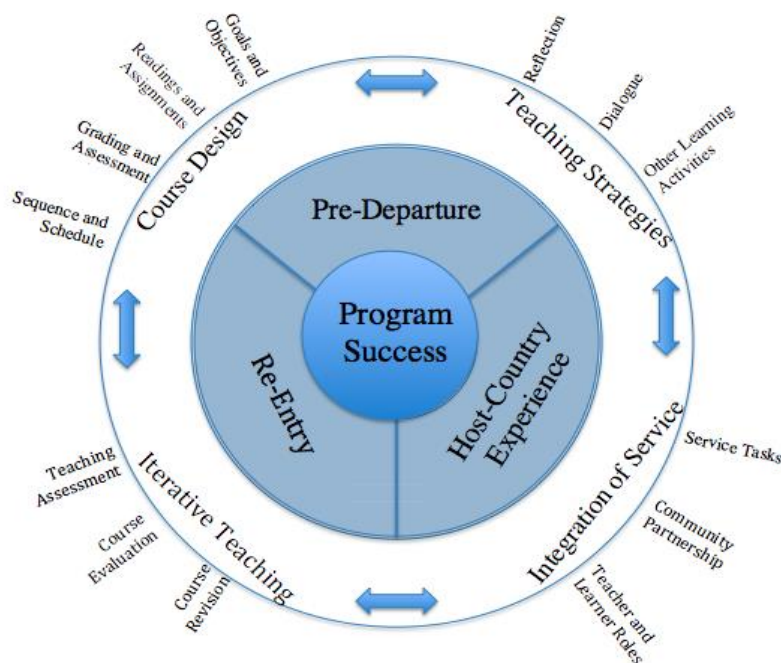 Goals and
Objectives
Readings and
Assignments
Grading and
Assessment
Sequence and
Schedule
Course Design
Reflection
Dialogue
Other Learning
Activities
Teaching Strategies
Pre-Departure
Program
Success
Re-Entry
Host-Country
Experience
Teaching
Assessment
Course
Evaluation
Course
Revision
Iterative Teaching
Integration of Service
Service Tasks
Community
Partnership
Teacher and
Learner Roles